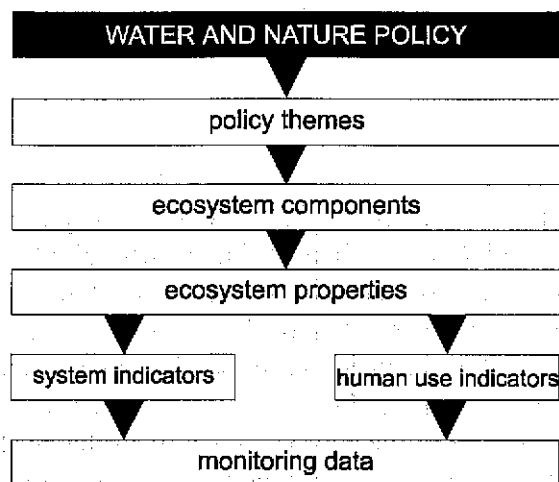 WATER AND NATURE POLICY
policy themes
ecosystem components
ecosystem properties
system indicators
human use indicators
monitoring data